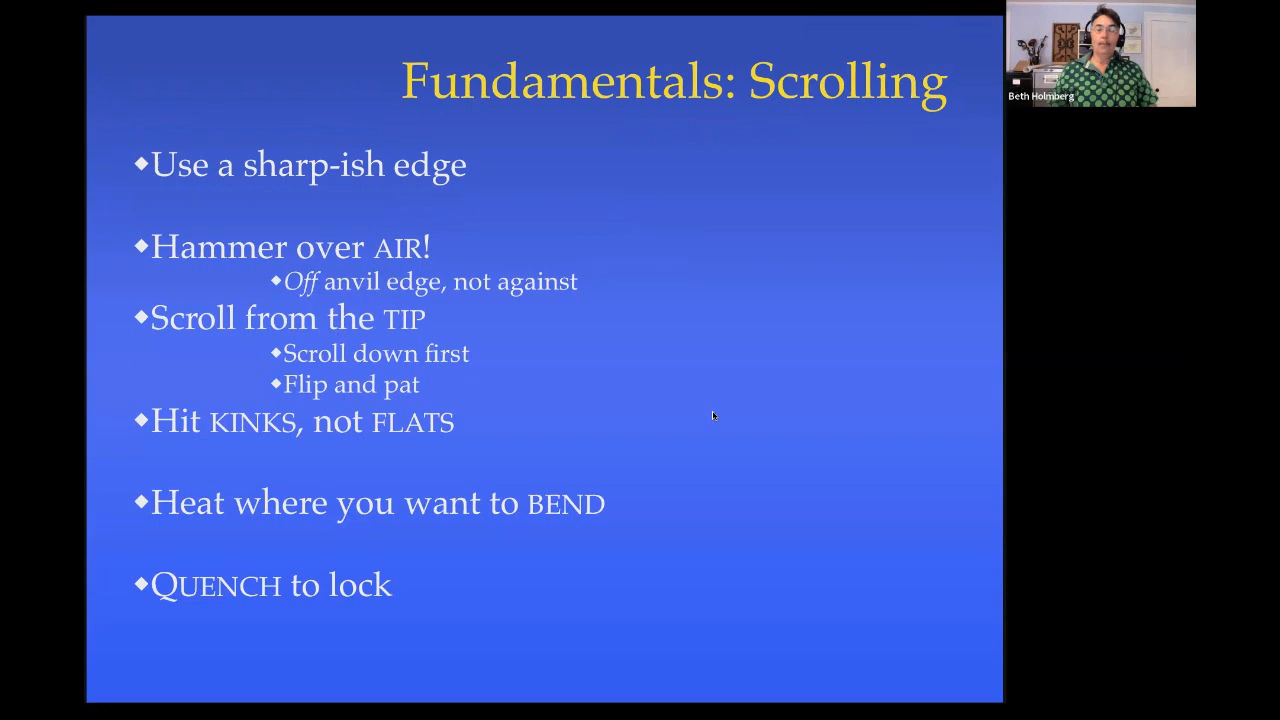 Fundamentals: Scrolling
◆Use a sharp-ish edge
◆Hammer over AIR!
◆Off anvil edge, not against
◆Scroll from the TIP
◆Scroll down first
◆Flip and pat
◆Hit KINKS, not FLATS
◆Heat where you want to BEND
◆QUENCH to lock
Beth Holmberg